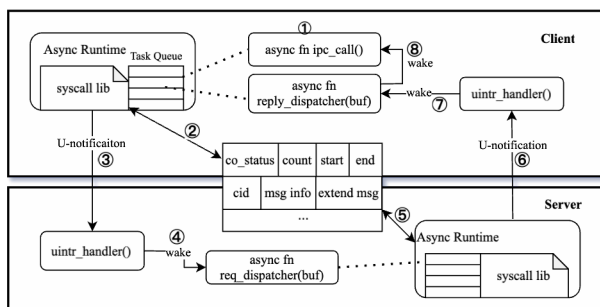 ①
Client
Async Runtime
Task Queue
syscall lib
async fn ipc_call()
⑧
wake
async fn
reply_dispatcher(buf)
wake
⑦
uintr_handler()
U-notificaiton
③
②
U-notification
⑥
co_status count start end
cid msg info extend msg
...
Server
⑤
Async Runtime
④
wake
uintr_handler()
async fn
req_dispatcher(buf)
syscall lib